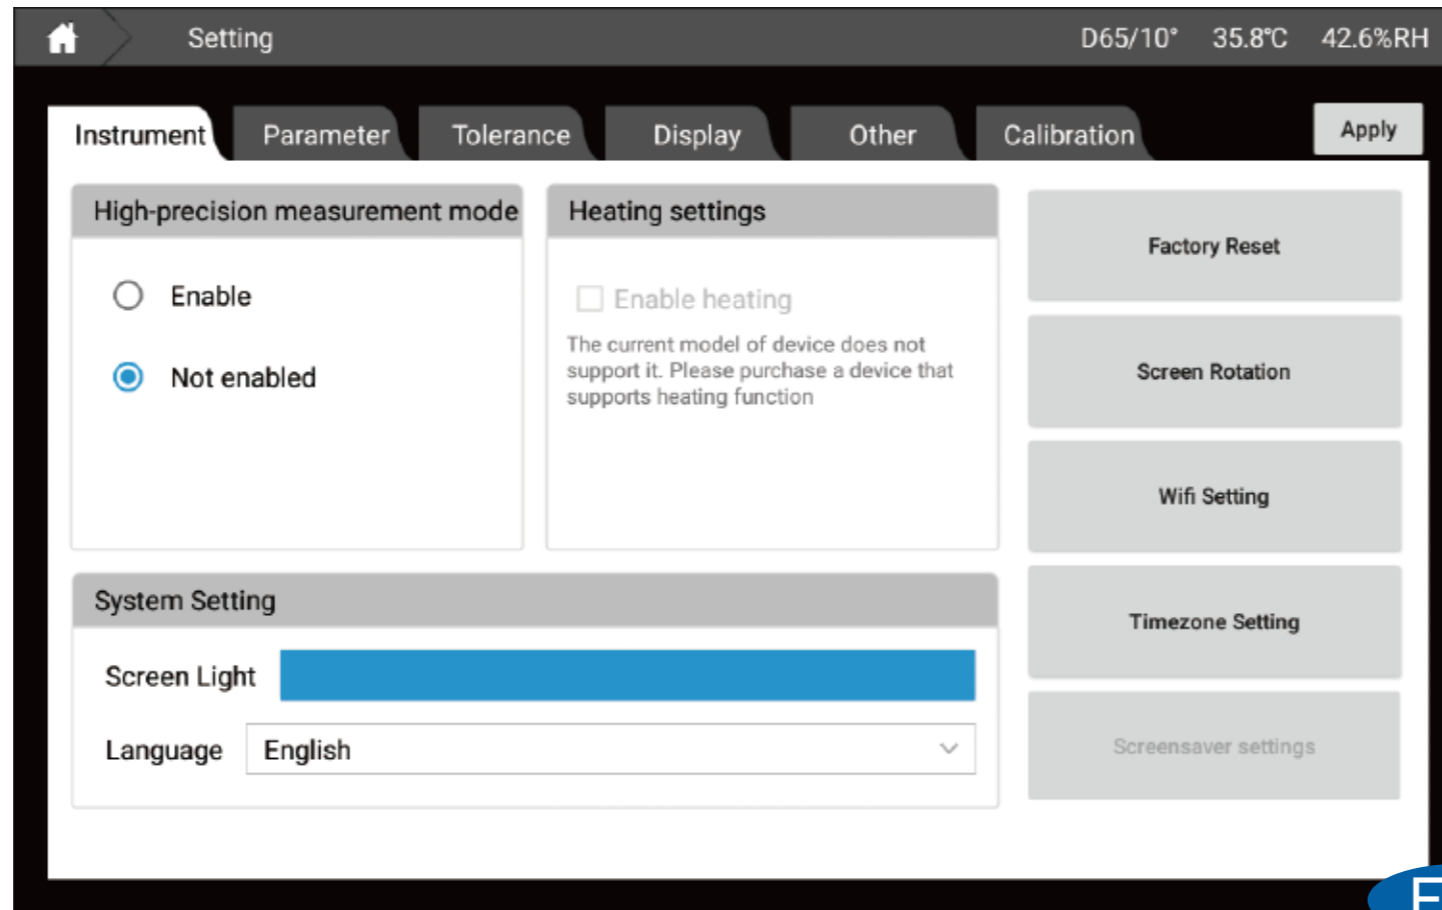 Setting
D65/10° 35.8℃ 42.6%RH
Instrument Parameter Tolerance Display Other Calibration Apply
High-precision measurement mode
Enable
Not enabled
Heating settings
Enable heating
The current model of device does not
support it. Please purchase a device that
supports heating function
System Setting
Screen Light
Language English
Factory Reset
Screen Rotation
Wifi Setting
Timezone Setting
Screensaver settings